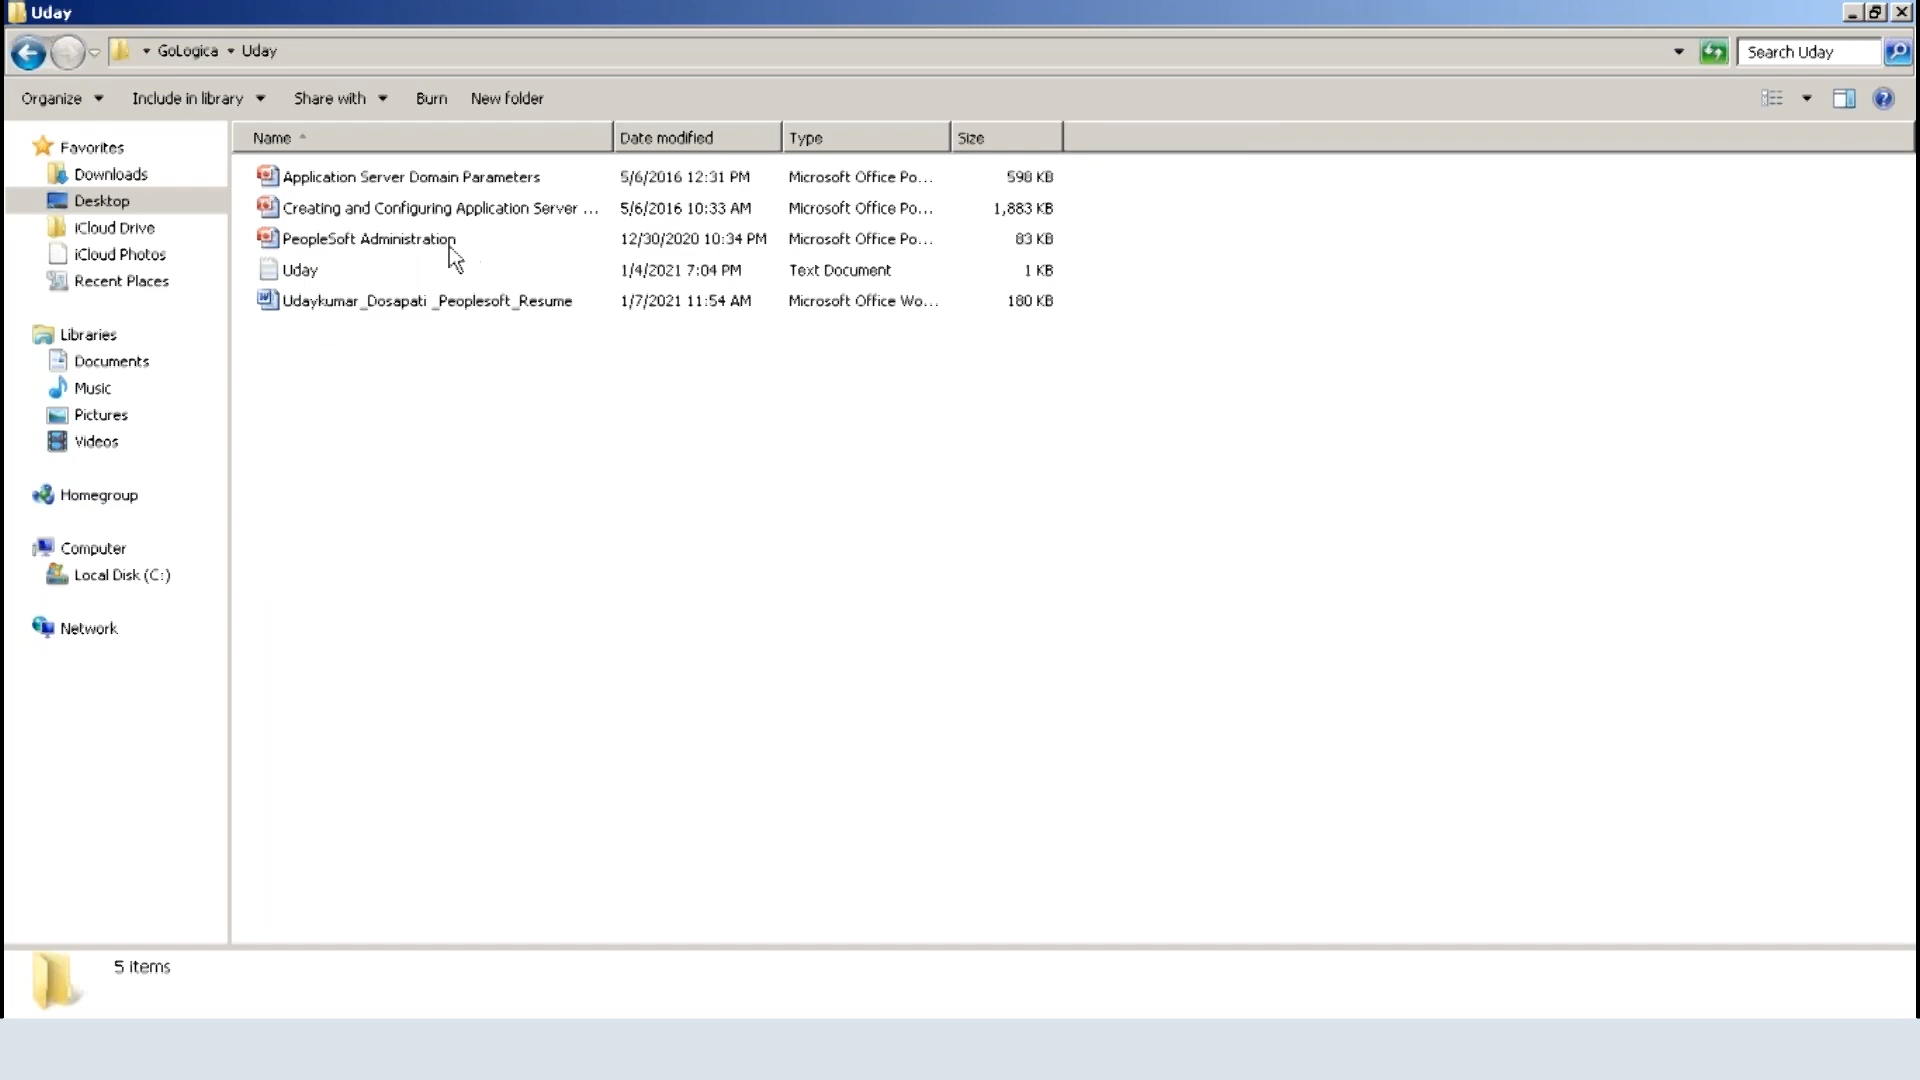 Uday
GoLogica Uday
Search Uday
Organize Include in library Share with Burn New folder
Name Date modified Type Size
Favorites
Downloads
Desktop
iCloud Drive
iCloud Photos
Recent Places
Libraries
Documents
Music
Pictures
Videos
Homegroup
Computer
Local Disk (C:)
Network
Application Server Domain Parameters 5/6/2016 12:31 PM Microsoft Office Po... 598 KB
Creating and Configuring Application Server ... 5/6/2016 10:33 AM Microsoft Office Po... 1,883 KB
PeopleSoft Administration 12/30/2020 10:34 PM Microsoft Office Po... 83 KB
Uday 1/4/2021 7:04 PM Text Document 1 KB
Udaykumar_Dosapati _Peoplesoft_Resume 1/7/2021 11:54 AM Microsoft Office Wo... 180 KB
5 items